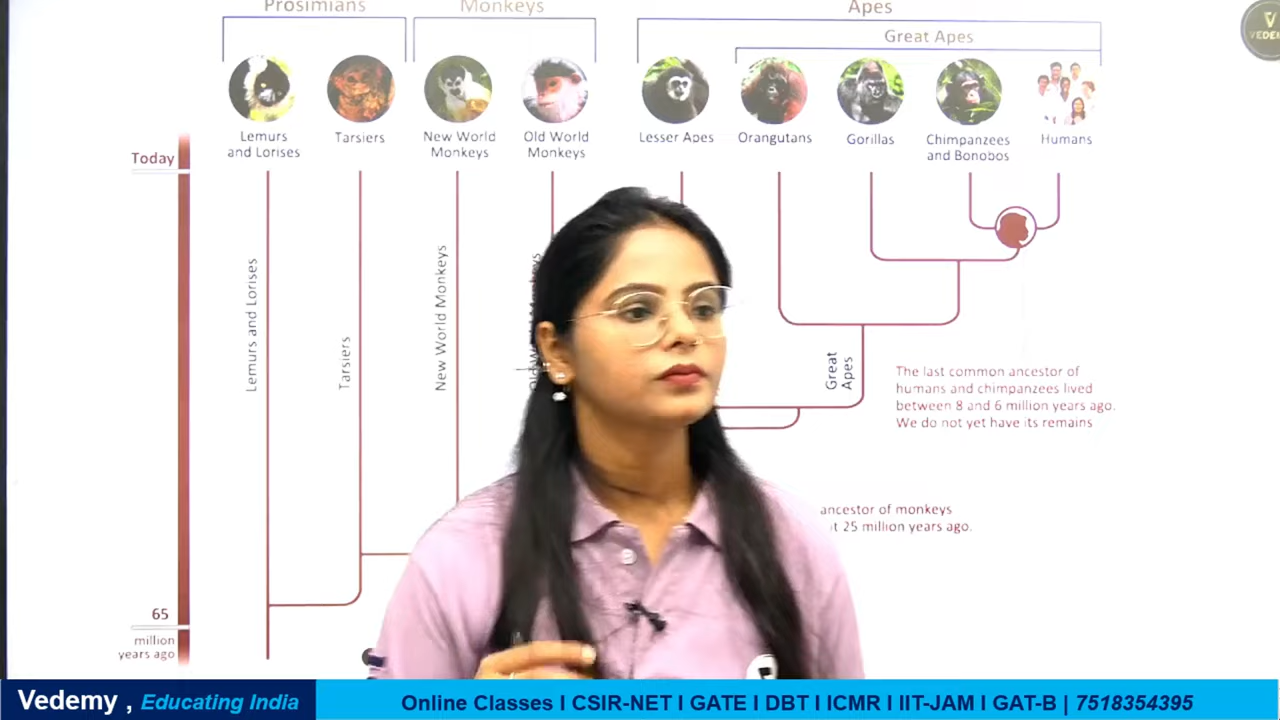 Prosimians
Monkeys
Apes
Great Apes
Lemurs
and Lorises
Tarsiers
New World
Monkeys
Old World
Monkeys
Lesser Apes
Orangutans
Gorillas
Chimpanzees
and Bonobos
Humans
Today
Lemurs and Lorises
Tarsiers
New World Monkeys
Great
Apes
The last common ancestor of
humans and chimpanzees lived
between 8 and 6 million years ago.
We do not yet have its remains
ancestor of monkeys
25 million years ago.
65
million
years ago
Vedemy , Educating India
Online Classes I CSIR-NET I GATE I DBT I ICMR I IIT-JAM I GAT-B | 7518354395